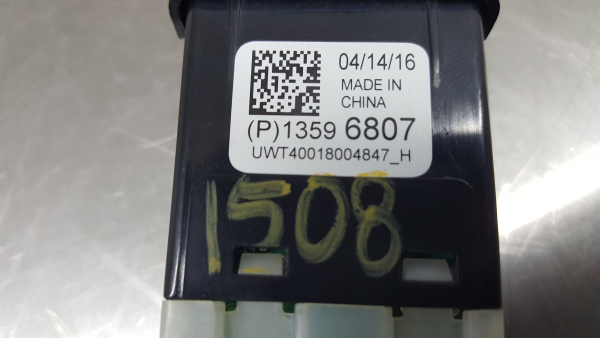 04/14/16
MADE IN
CHINA
(P)1359 6807
UWT40018004847_H
1508